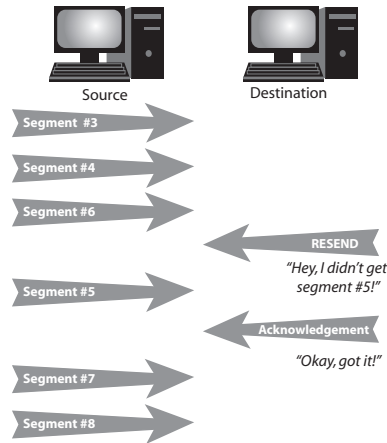 Source
Destination
Segment #3
Segment #4
Segment #6
RESEND
“Hey, I didn’t get
segment #5!”
Segment #5
Acknowledgement
“Okay, got it!”
Segment #7
Segment #8